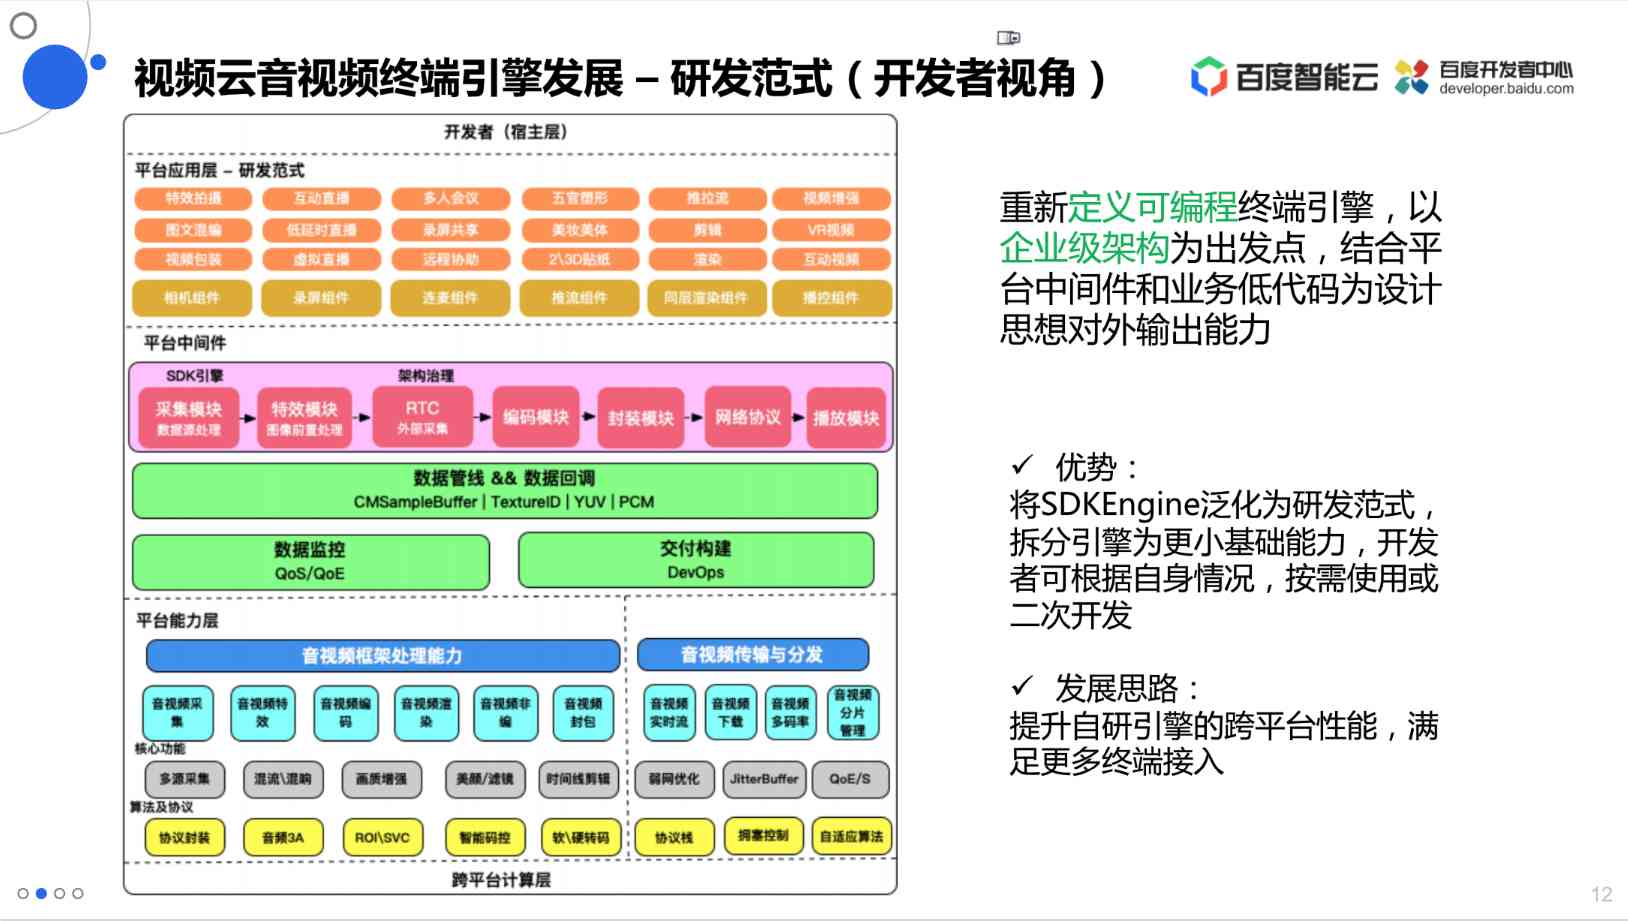 视频云音视频终端引擎发展 – 研发范式（开发者视角）
百度智能云
百度开发者中心
developer.baidu.com
开发者（宿主层）
平台应用层 – 研发范式
特效拍摄 互动直播 多人会议 五官塑形 推拉流 视频增强
图文混编 低延时直播 录屏共享 美妆美体 剪辑 VR视频
视频包装 虚拟直播 远程协助 2\3D贴纸 渲染 互动视频
相机组件 录屏组件 连麦组件 推流组件 同层渲染组件 播控组件
平台中间件
SDK引擎 架构治理
采集模块 特效模块 RTC 编码模块 封装模块 网络协议 播放模块
数据源处理 图像前置处理 外部采集
数据管线 && 数据回调
CMSampleBuffer | TextureID | YUV | PCM
数据监控 交付构建
QoS/QoE DevOps
平台能力层
音视频框架处理能力 音视频传输与分发
音视频采集 音视频特效 音视频编码 音视频渲染 音视频非编 音视频封包 音视频实时流 音视频下载 音视频多码率 音视频分片管理
核心功能
多源采集 混流\混响 画质增强 美颜/滤镜 时间线剪辑 弱网优化 JitterBuffer QoE/S
算法及协议
协议封装 音频3A ROI\SVC 智能码控 软\硬转码 协议栈 拥塞控制 自适应算法
跨平台计算层
重新定义可编程终端引擎，以
企业级架构为出发点，结合平
台中间件和业务低代码为设计
思想对外输出能力
✓ 优势：
将SDKEngine泛化为研发范式，
拆分引擎为更小基础能力，开发
者可根据自身情况，按需使用或
二次开发
✓ 发展思路：
提升自研引擎的跨平台性能，满
足更多终端接入
12